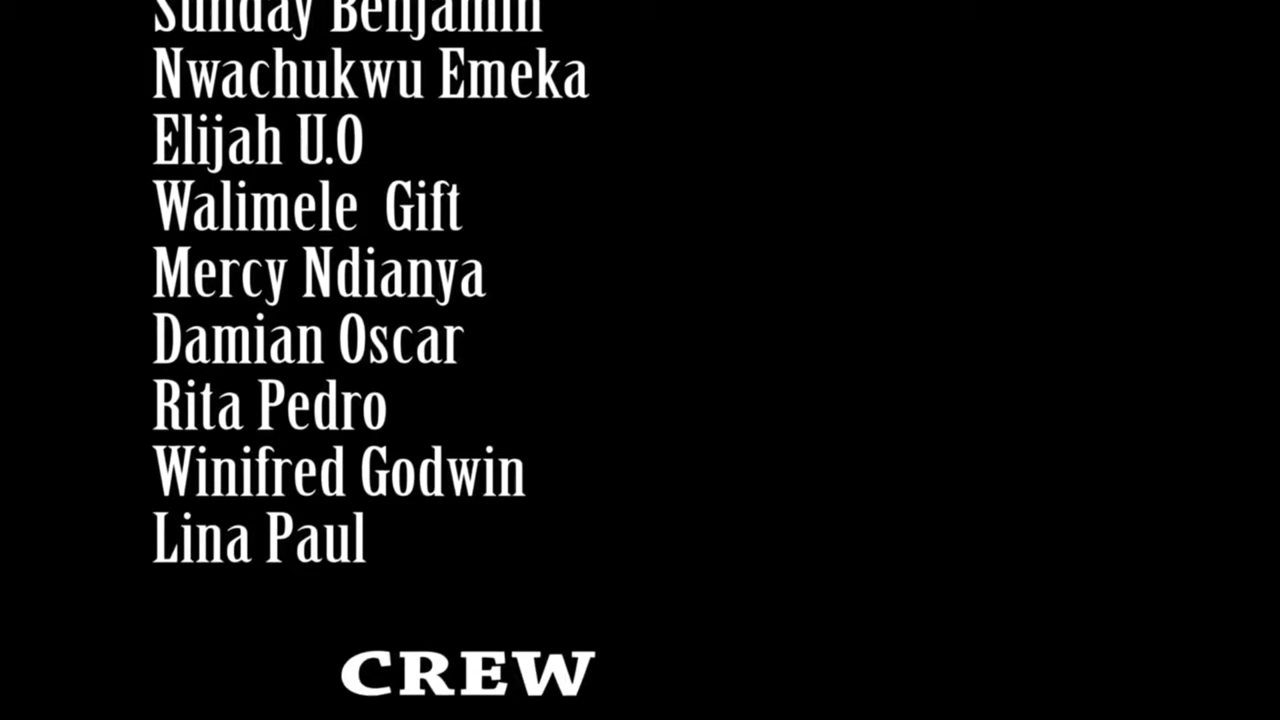 Sunday Benjamin
Nwachukwu Emeka
Elijah U.O
Walimele  Gift
Mercy Ndianya
Damian Oscar
Rita Pedro
Winifred Godwin
Lina Paul
CREW